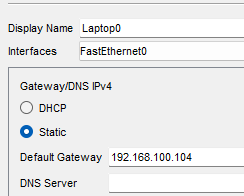 Display Name Laptop0
Interfaces FastEthernet0
Gateway/DNS IPv4
DHCP
Static
Default Gateway 192.168.100.104
DNS Server